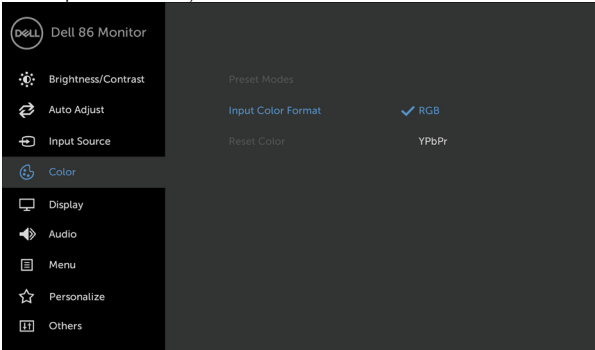 DELL Dell 86 Monitor
Brightness/Contrast Preset Modes
Auto Adjust Input Color Format RGB
Input Source Reset Color YPbPr
Color
Display
Audio
Menu
Personalize
Others